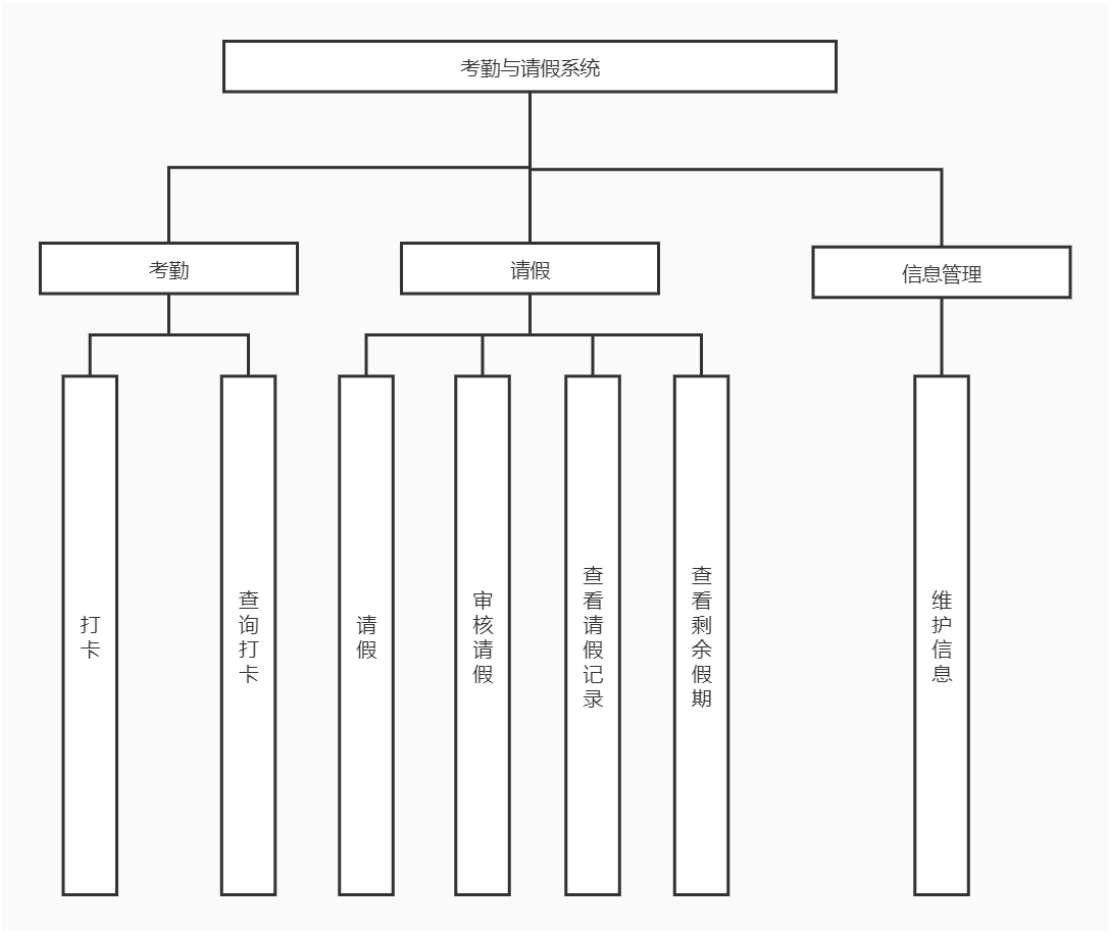 考勤与请假系统
考勤
请假
信息管理
打卡
查询打卡
请假
审核请假
查看请假记录
查看剩余假期
维护信息